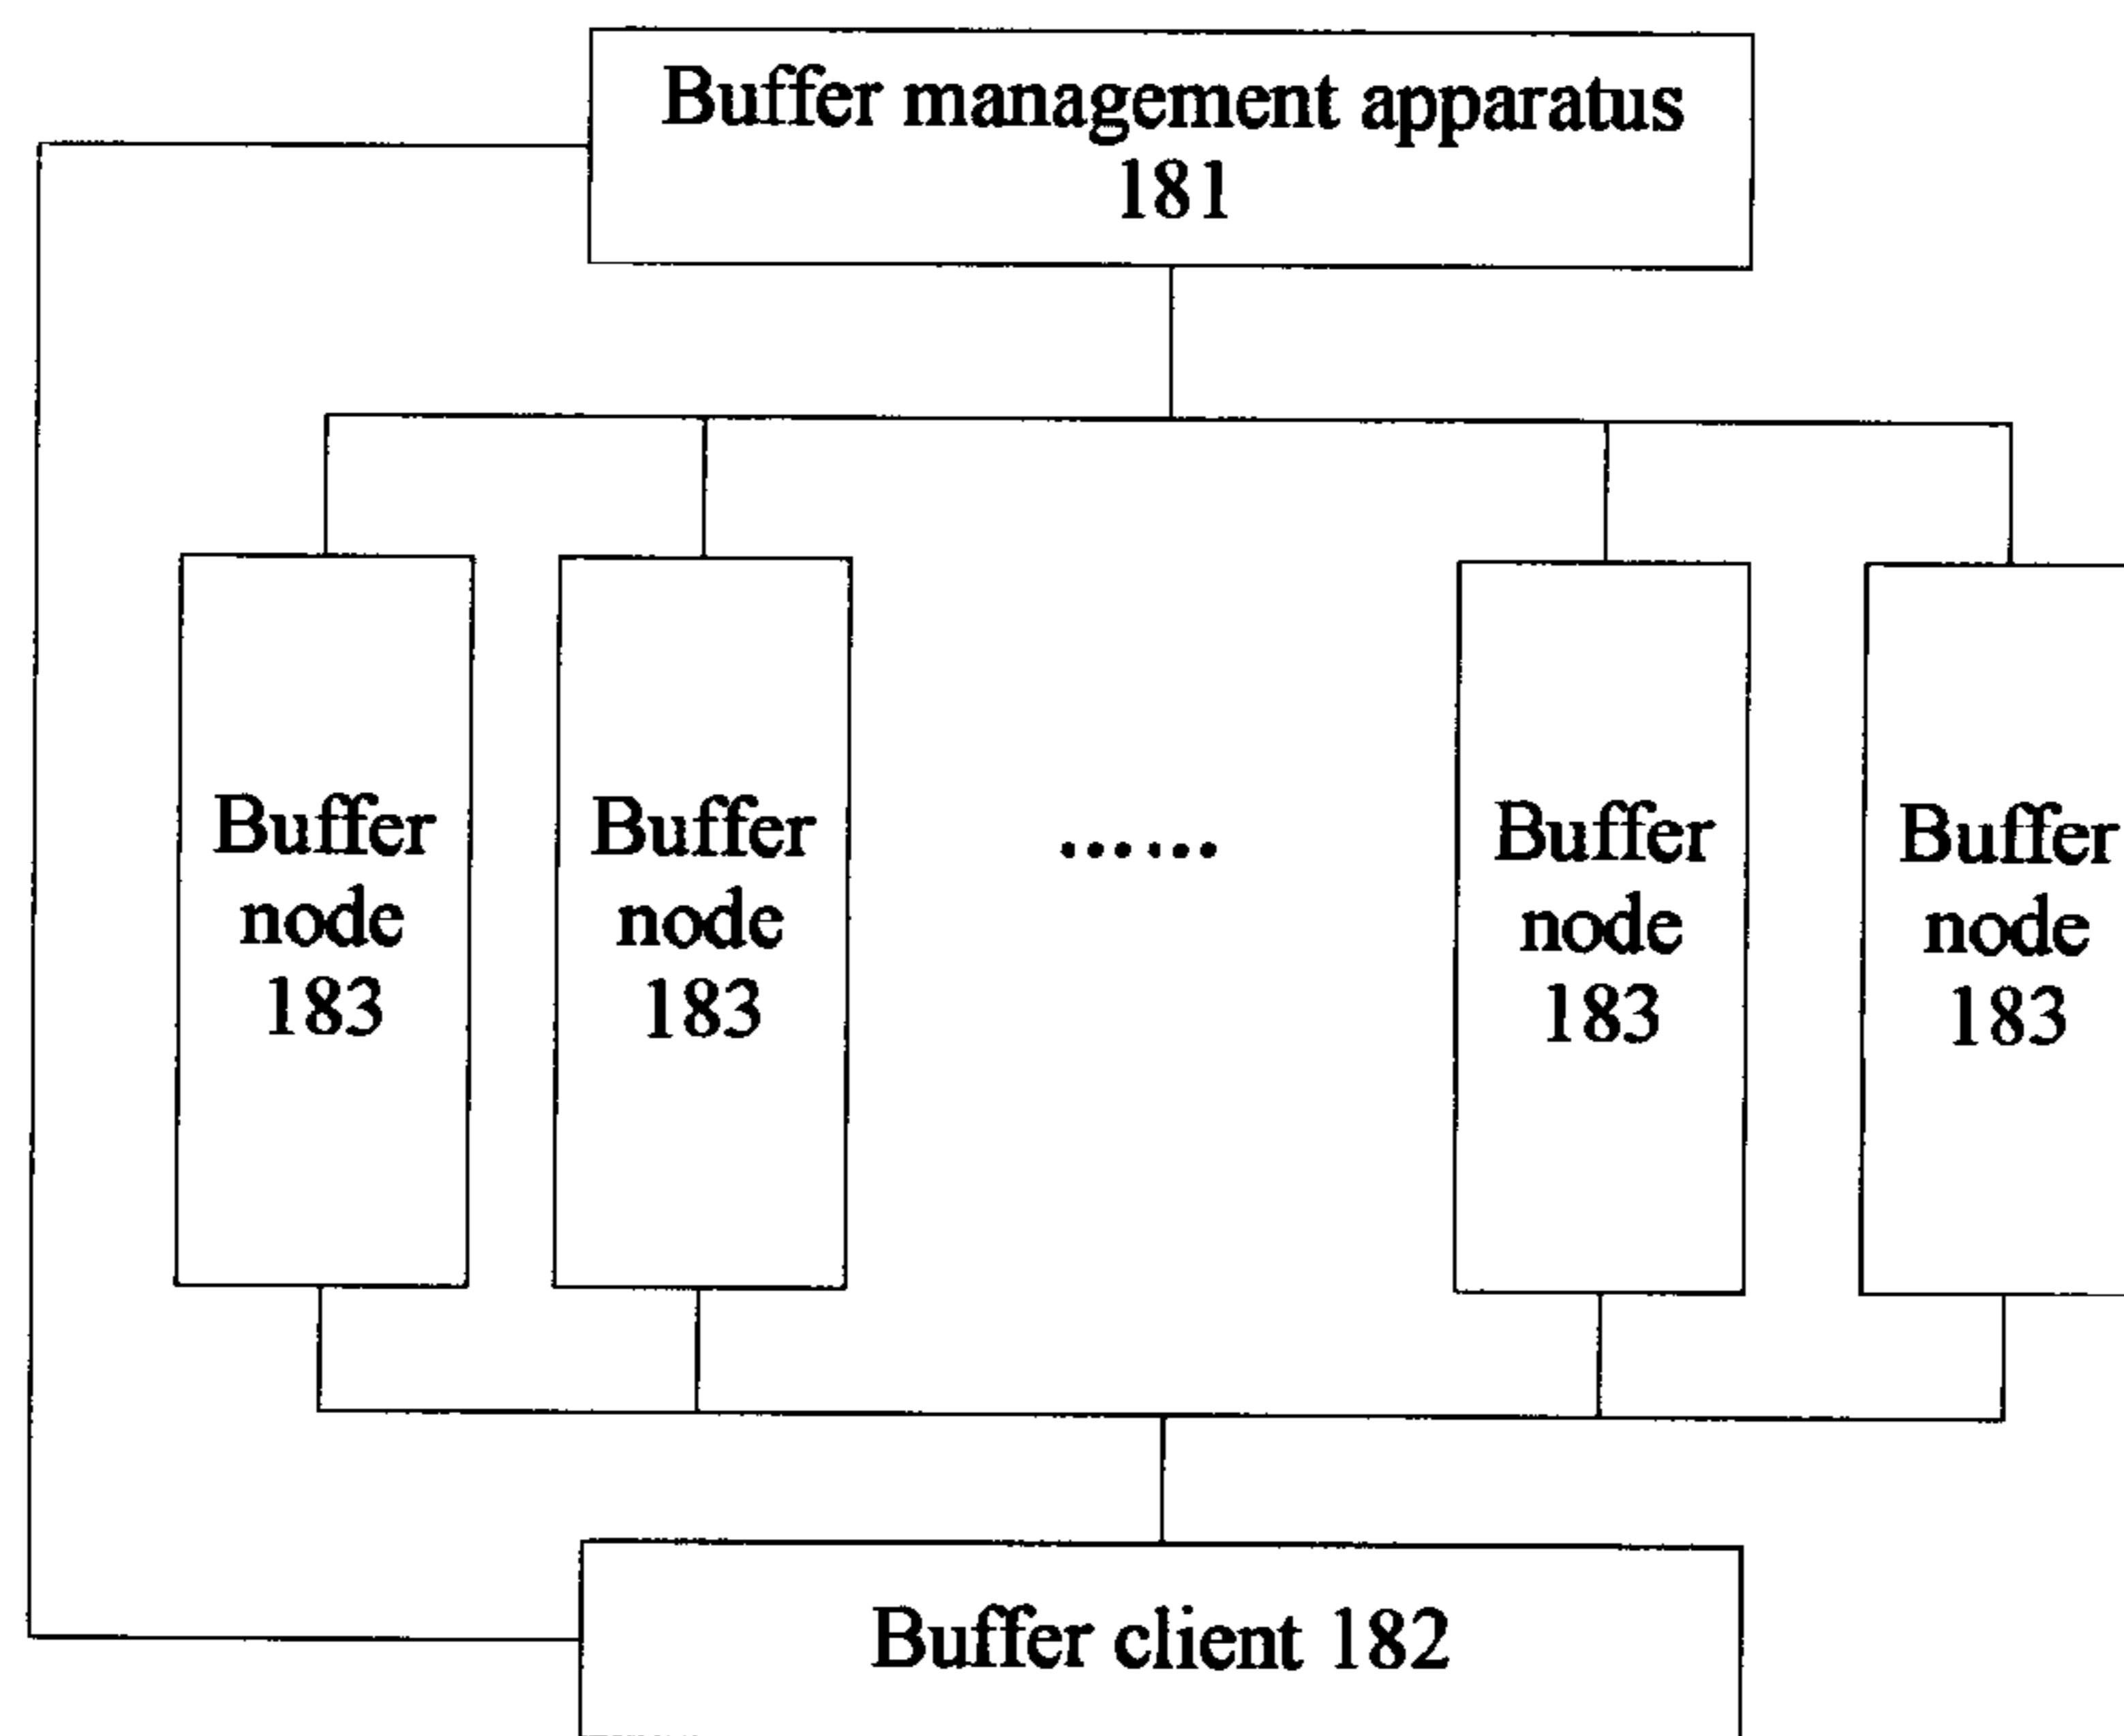 Buffer management apparatus
181
Buffer
node
183
Buffer
node
183
......
Buffer
node
183
Buffer
node
183
Buffer client 182